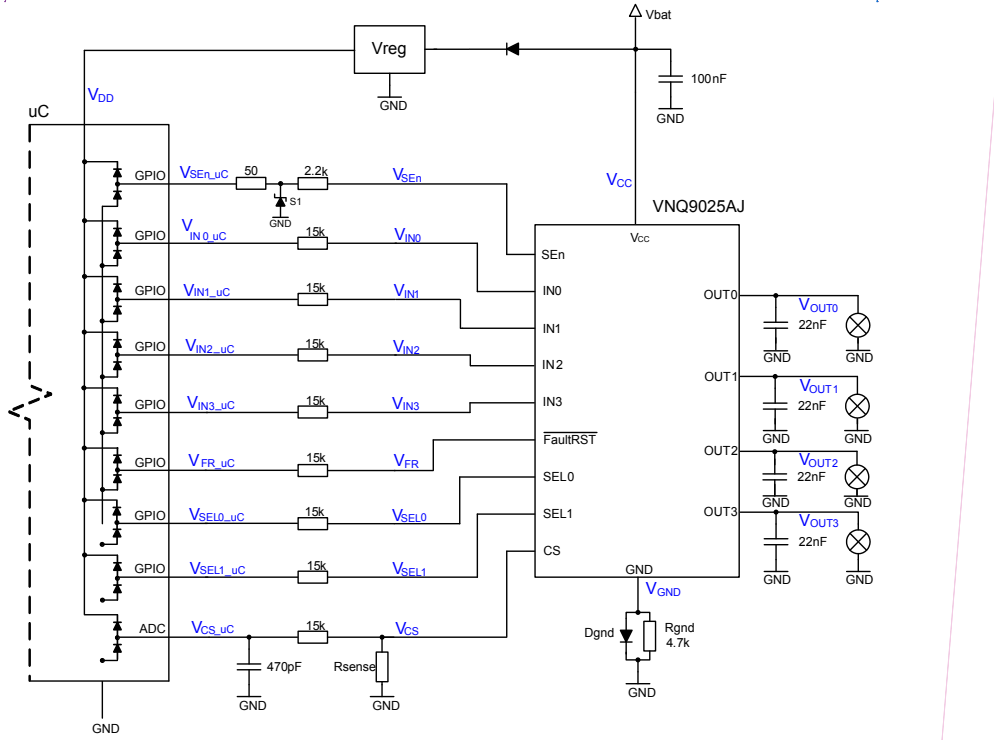 Vbat
Vreg
100nF
GND
GND
VDD
uC
GPIO VSEn_uC 50 2.2k VSEn
S1
GND
VCC
VNQ9025AJ
Vcc
GPIO VIN 0_uC 15k VIN0
SEn
GPIO VIN1_uC 15k VIN1
IN0
OUT0
VOUT0
22nF
GND GND
IN1
GPIO VIN2_uC 15k VIN2
IN2
OUT1
VOUT1
22nF
GND GND
GPIO VIN3_uC 15k VIN3
IN3
FaultRST
OUT2
VOUT2
22nF
GND GND
GPIO VFR_uC 15k VFR
SEL0
OUT3
VOUT3
22nF
GND GND
GPIO VSEL0_uC 15k VSEL0
SEL1
CS
GND
GPIO VSEL1_uC 15k VSEL1
VGND
ADC VCS_uC 15k VCS
Dgnd
Rgnd
4.7k
470pF
Rsense
GND
GND
GND
GND